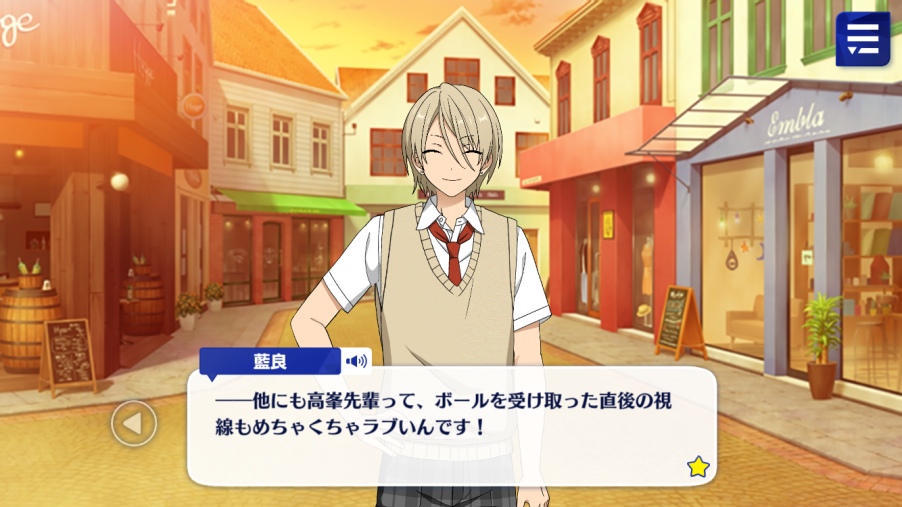 ge
Embla
藍良
――他にも高峯先輩って、ボールを受け取った直後の視
線もめちゃくちゃラブいんです！